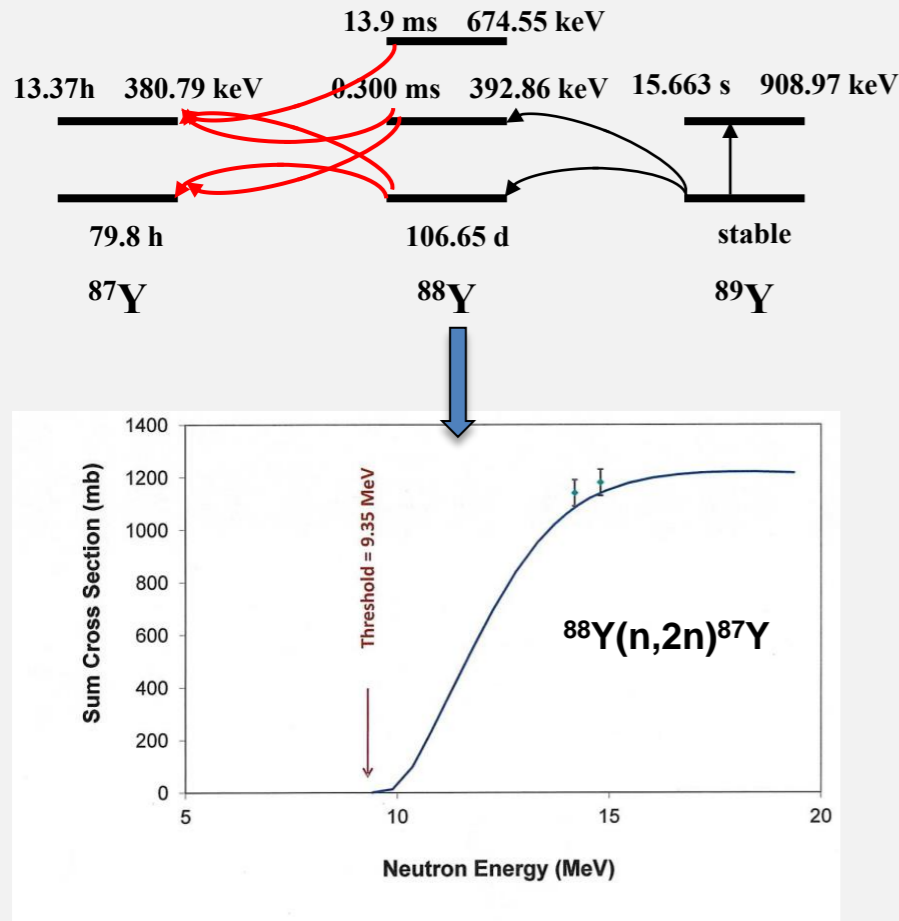 13.9 ms 674.55 keV
13.37h 380.79 keV 0.300 ms 392.86 keV 15.663 s 908.97 keV
79.8 h 106.65 d stable
⁸⁷Y ⁸⁸Y ⁸⁹Y
1400
1200
1000
800
600
400
200
0
Sum Cross Section (mb)
Threshold = 9.35 MeV
⁸⁸Y(n,2n)⁸⁷Y
5 10 15 20
Neutron Energy (MeV)